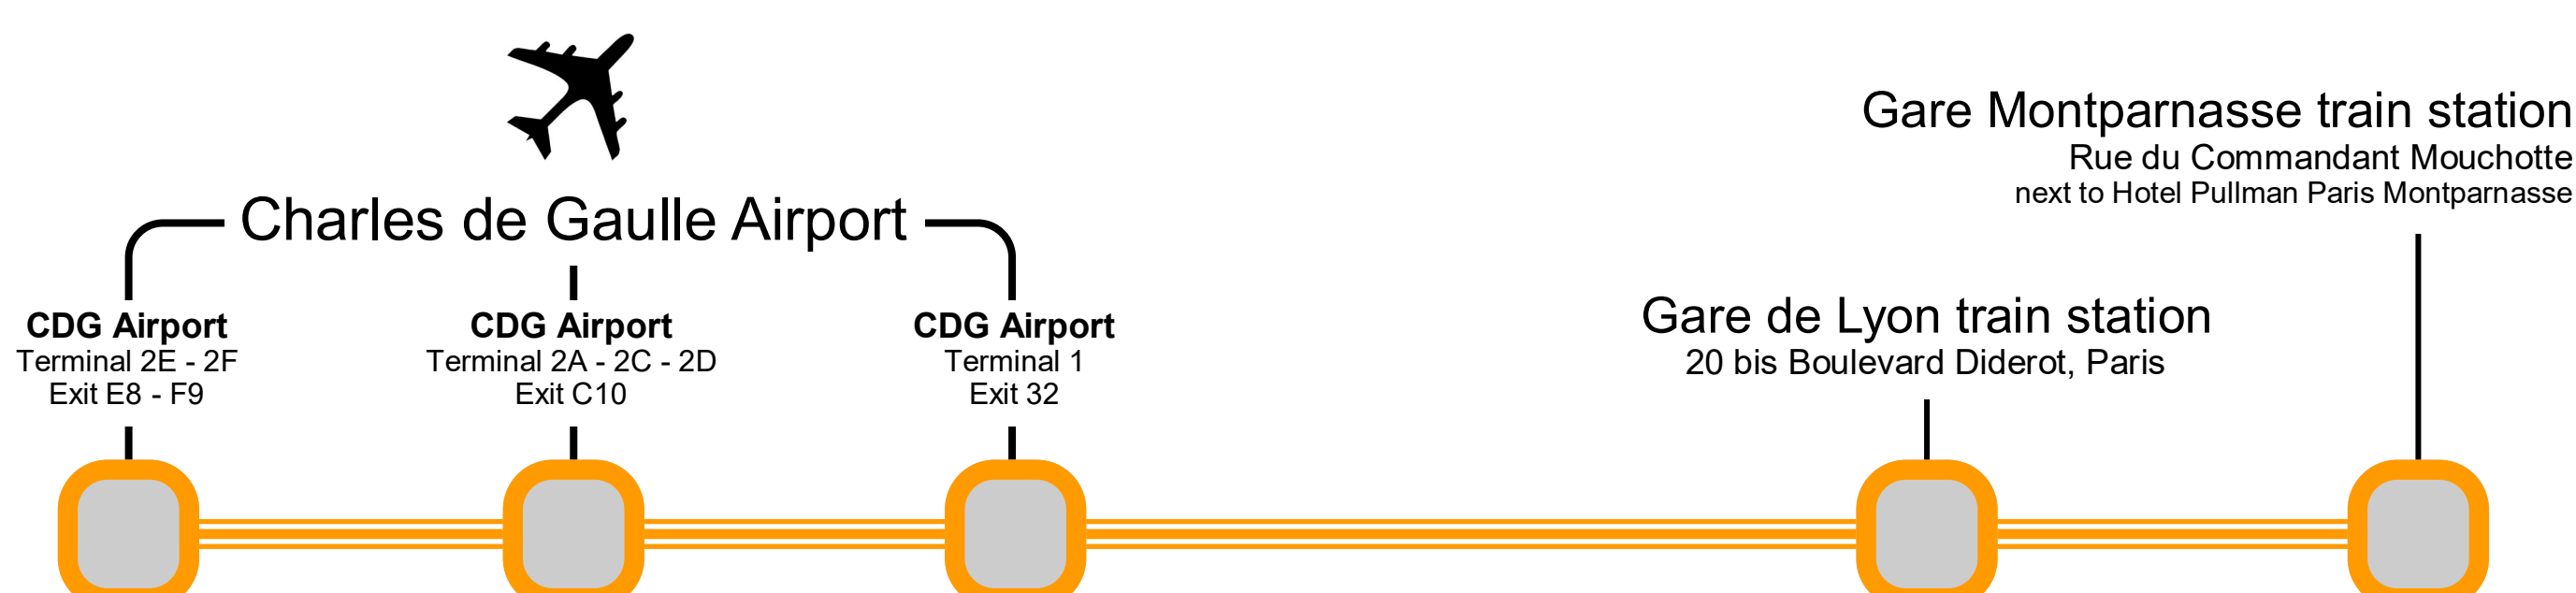 Gare Montparnasse train station
Rue du Commandant Mouchotte
next to Hotel Pullman Paris Montparnasse
Charles de Gaulle Airport
CDG Airport
Terminal 2E - 2F
Exit E8 - F9
CDG Airport
Terminal 2A - 2C - 2D
Exit C10
CDG Airport
Terminal 1
Exit 32
Gare de Lyon train station
20 bis Boulevard Diderot, Paris